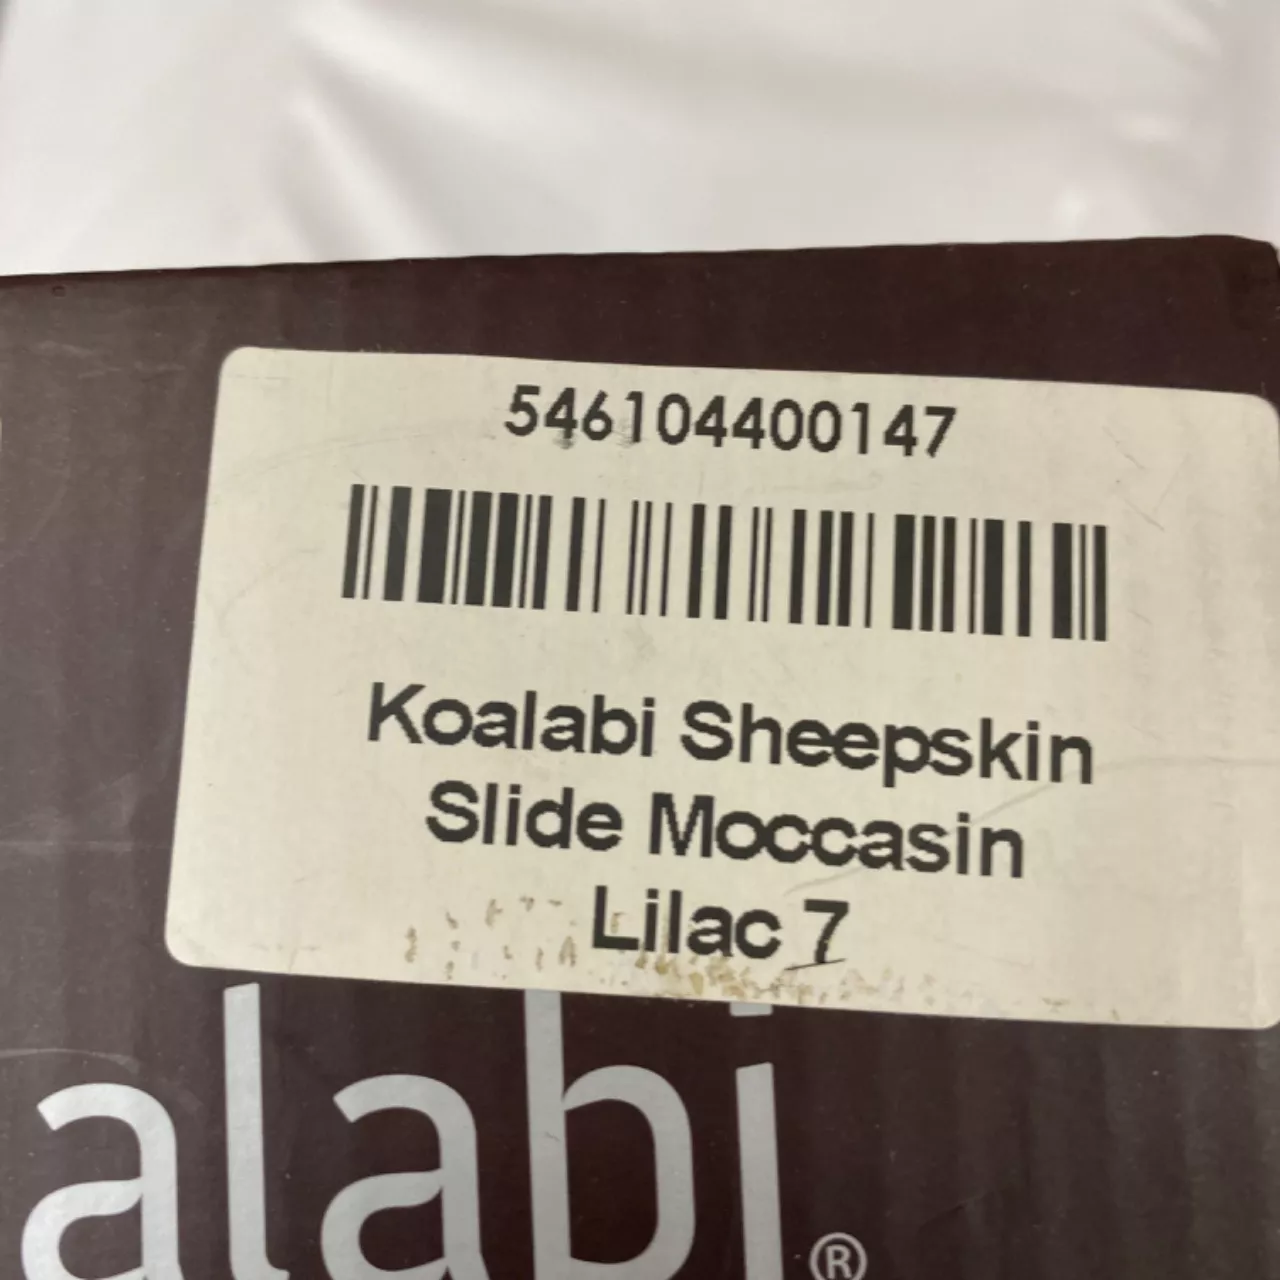 546104400147
Koalabi Sheepskin
Slide Moccasin
Lilac 7
alabi®